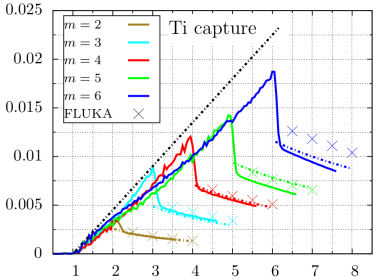 0.025
0.02
0.015
0.01
0.005
0
Ti capture
m = 2
m = 3
m = 4
m = 5
m = 6
FLUKA
1 2 3 4 5 6 7 8